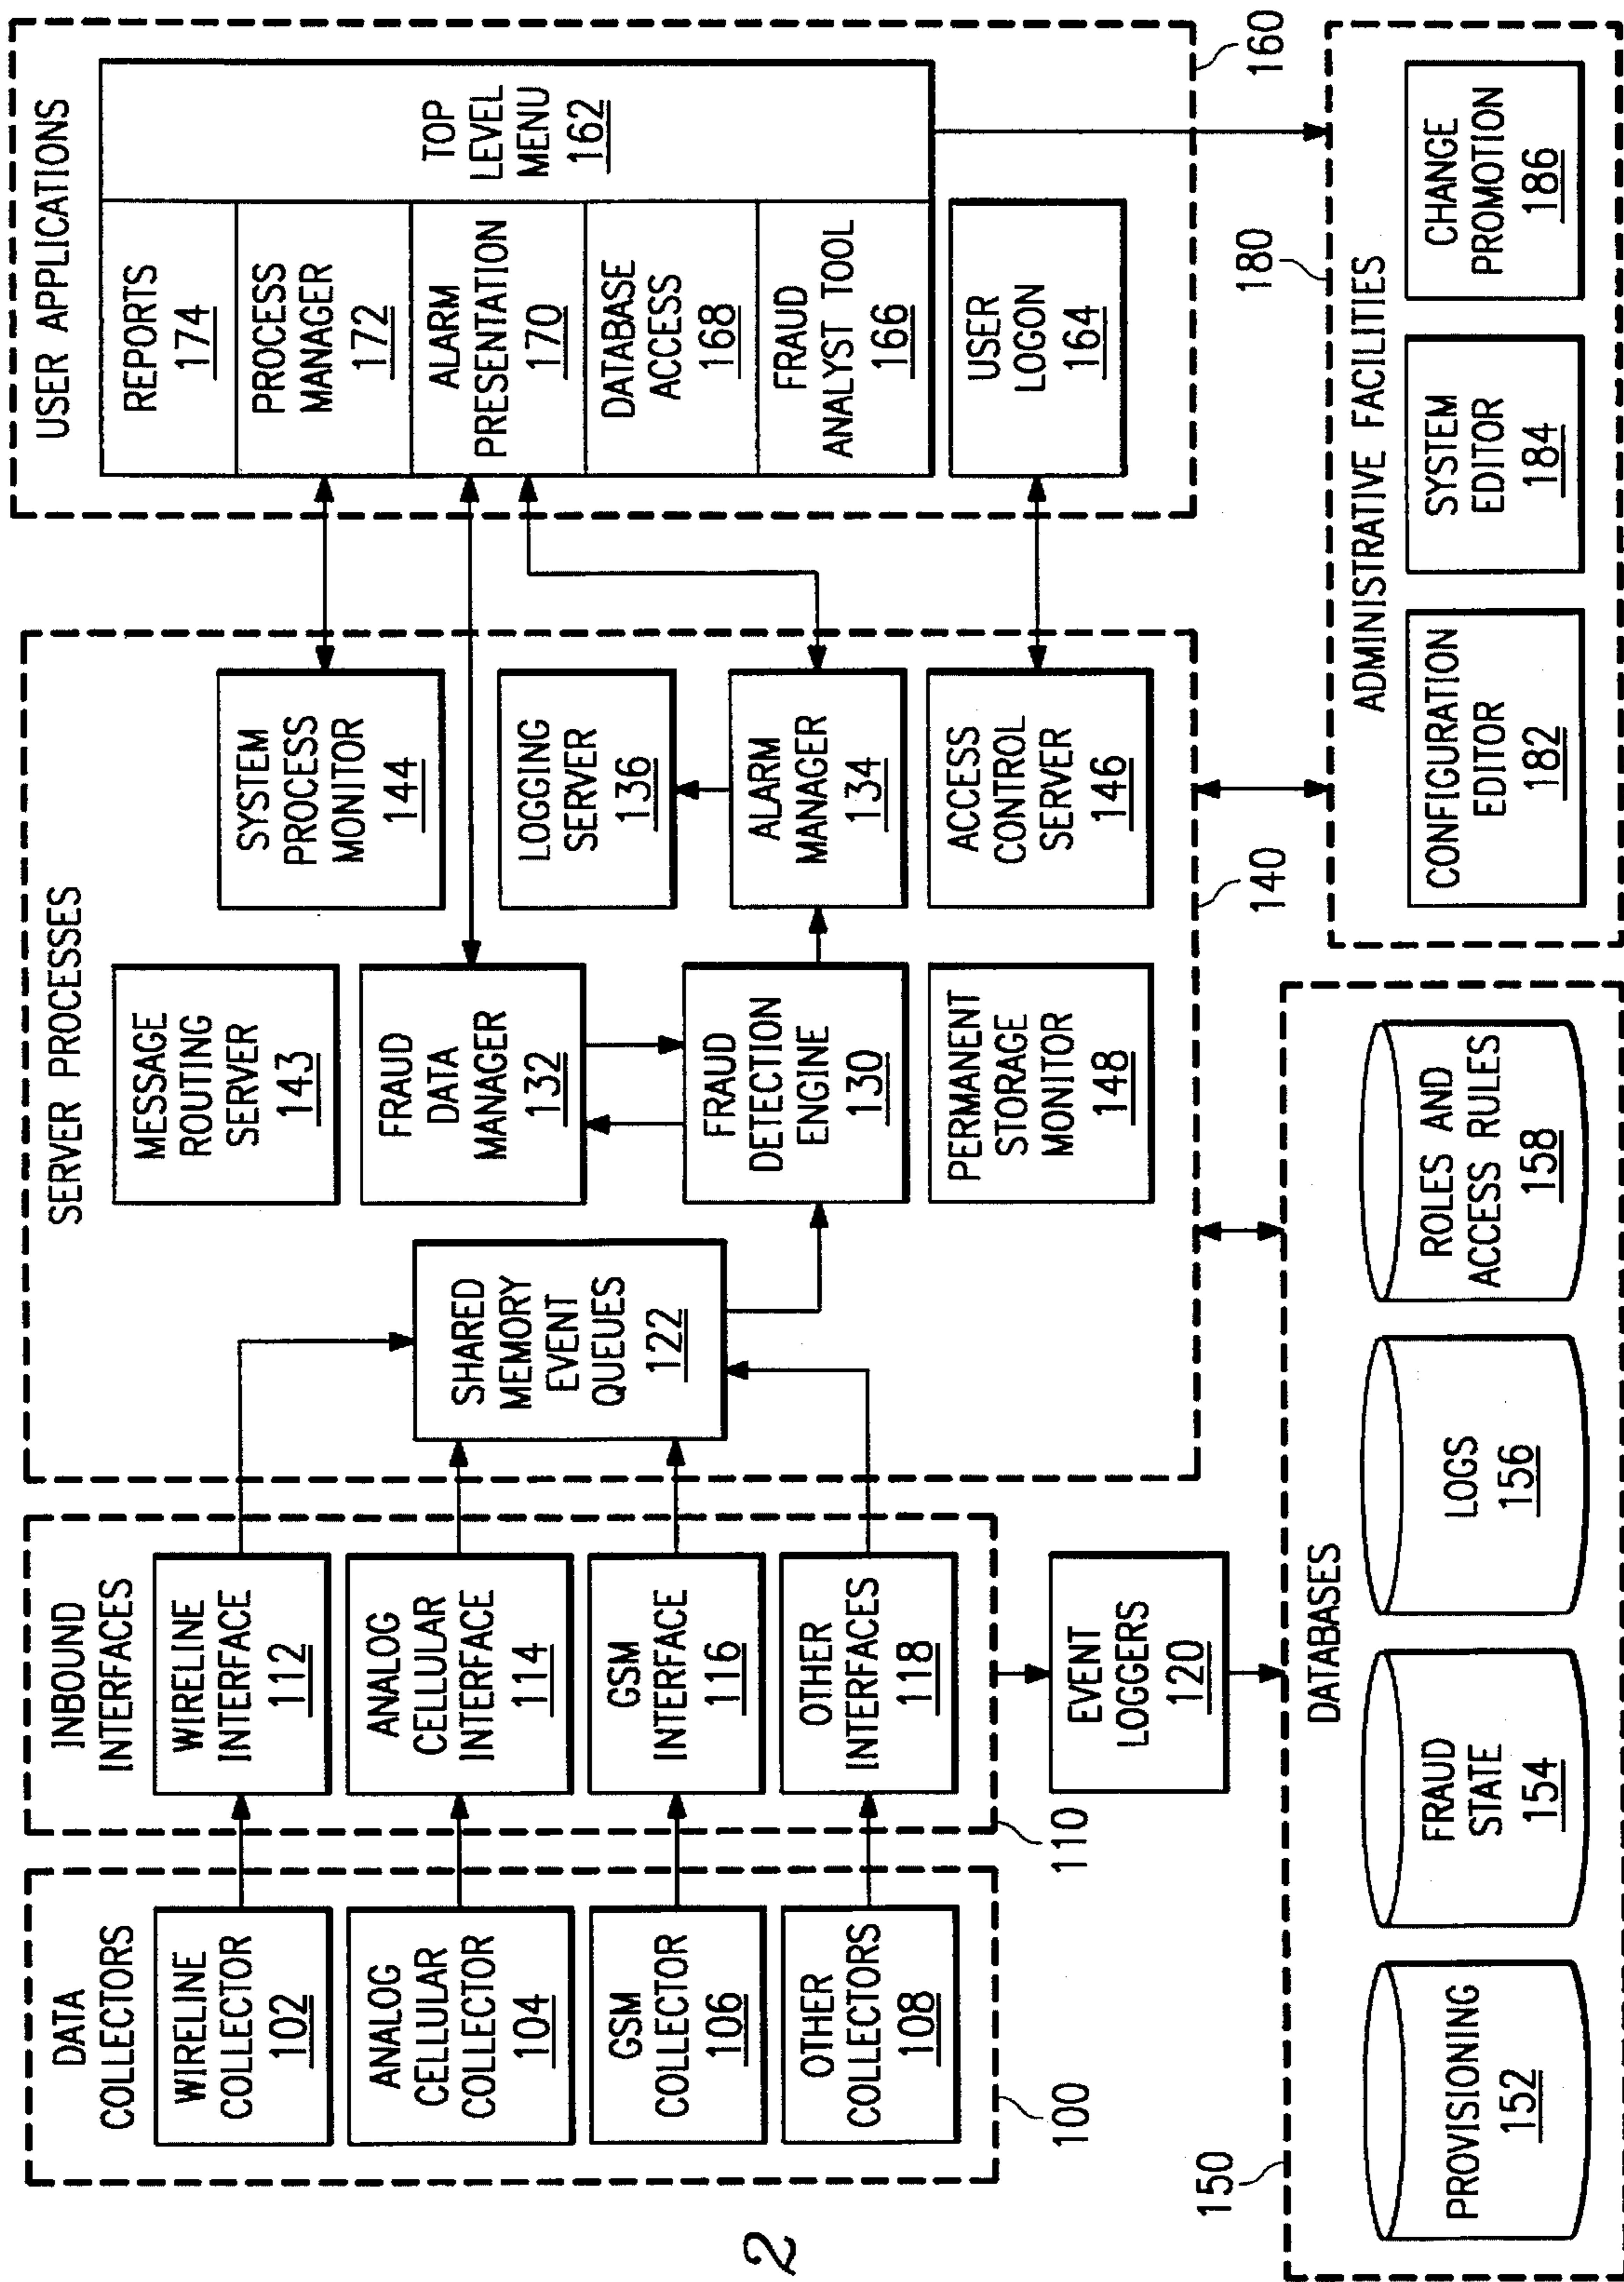 DATA
COLLECTORS
WIRELINE
COLLECTOR
102
ANALOG
CELLULAR
COLLECTOR
104
GSM
COLLECTOR
106
OTHER
COLLECTORS
108
100
INBOUND
INTERFACES
WIRELINE
INTERFACE
112
ANALOG
CELLULAR
INTERFACE
114
GSM
INTERFACE
116
OTHER
INTERFACES
118
110
EVENT
LOGGERS
120
SERVER PROCESSES
SHARED
MEMORY
EVENT
QUEUES
122
MESSAGE
ROUTING
SERVER
143
FRAUD
DATA
MANAGER
132
FRAUD
DETECTION
ENGINE
130
PERMANENT
STORAGE
MONITOR
148
SYSTEM
PROCESS
MONITOR
144
LOGGING
SERVER
136
ALARM
MANAGER
134
ACCESS
CONTROL
SERVER
146
140
USER APPLICATIONS
REPORTS
174
PROCESS
MANAGER
172
ALARM
PRESENTATION
170
DATABASE
ACCESS
168
FRAUD
ANALYST TOOL
166
TOP
LEVEL
MENU
162
USER
LOGON
164
160
150
DATABASES
PROVISIONING
152
FRAUD
STATE
154
LOGS
156
ROLES AND
ACCESS RULES
158
180
ADMINISTRATIVE FACILITIES
CONFIGURATION
EDITOR
182
SYSTEM
EDITOR
184
CHANGE
PROMOTION
186
2